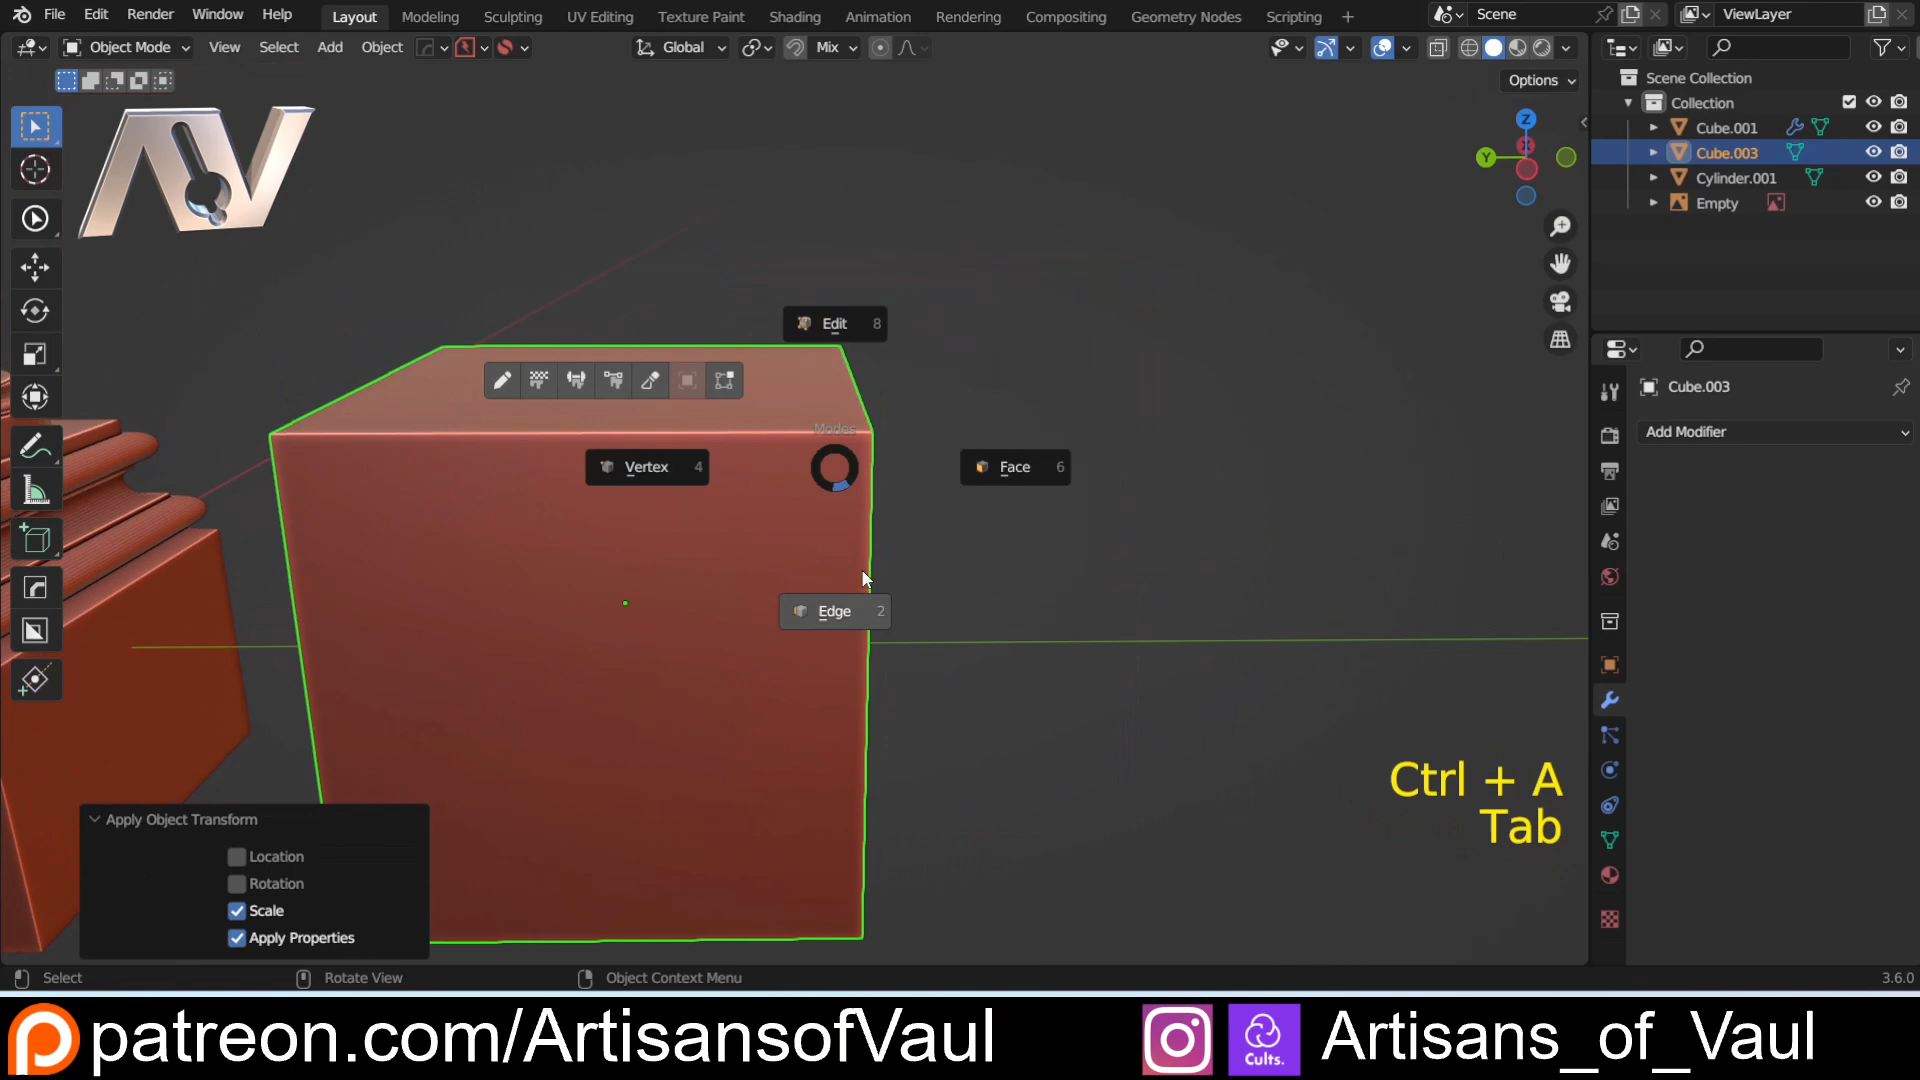 File Edit Render Window Help Layout Modeling Sculpting UV Editing Texture Paint Shading Animation Rendering Compositing Geometry Nodes Scripting Scene ViewLayer
Object Mode View Select Add Object Global Mix
Options
Scene Collection
Collection
Cube.001
Cube.003
Cylinder.001
Empty
Edit 8
Modes
Vertex 4
Face 6
Edge 2
Cube.003
Add Modifier
Ctrl + A
Tab
Apply Object Transform
Location
Rotation
Scale
Apply Properties
Select Rotate View Object Context Menu 3.6.0
patreon.com/ArtisansofVaul Cults. Artisans_of_Vaul
X
Y
Z
AV